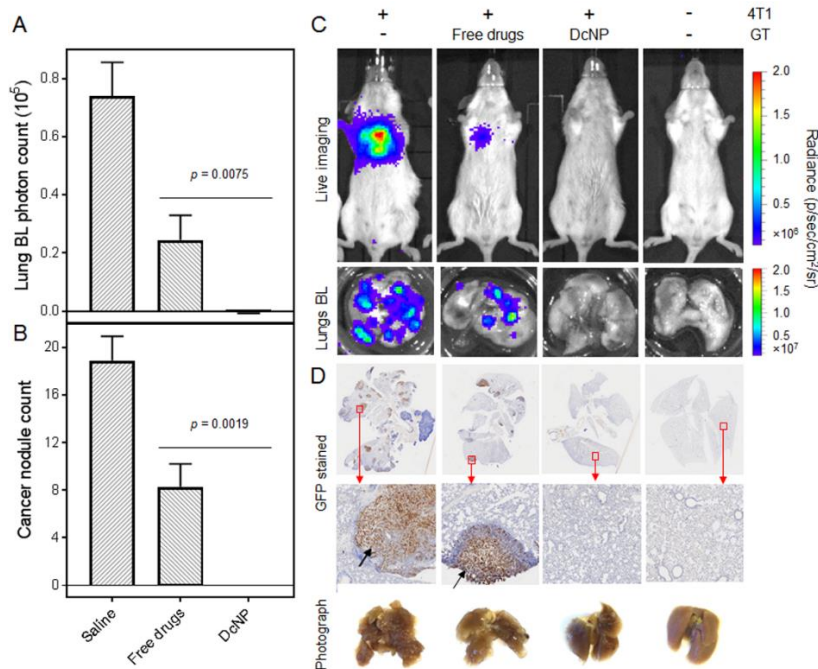 A
Lung BL photon count (10⁵)
0.8
0.6
0.4
0.2
0.0
p = 0.0075
B
Cancer nodule count
20
16
12
8
4
0
p = 0.0019
Saline
Free drugs
DcNP
C
+ + + - 4T1
- Free drugs DcNP - GT
Live imaging
2.0
1.5
1.0
0.5
×10⁶
Lungs BL
2.0
1.5
1.0
0.5
×10⁷
Radiance (p/sec/cm²/sr)
D
GFP stained
Photograph